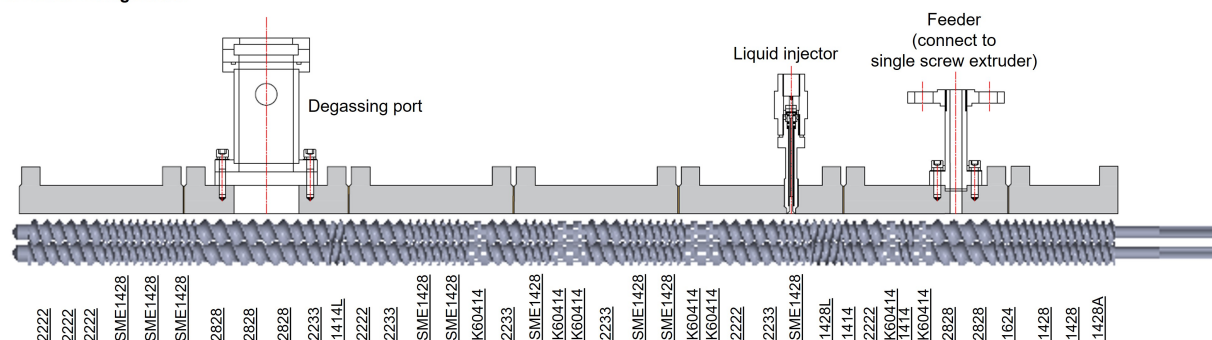 Feeder
(connect to
single screw extruder)
Liquid injector
Degassing port
2222
2222
2222
SME1428
SME1428
SME1428
2828
2828
2828
2233
1414L
2222
2233
SME1428
SME1428
K60414
2233
SME1428
K60414
K60414
2233
SME1428
SME1428
K60414
K60414
2222
2233
SME1428
1428L
1414
2222
K60414
1414
K60414
2828
2828
1624
1428
1428
1428A